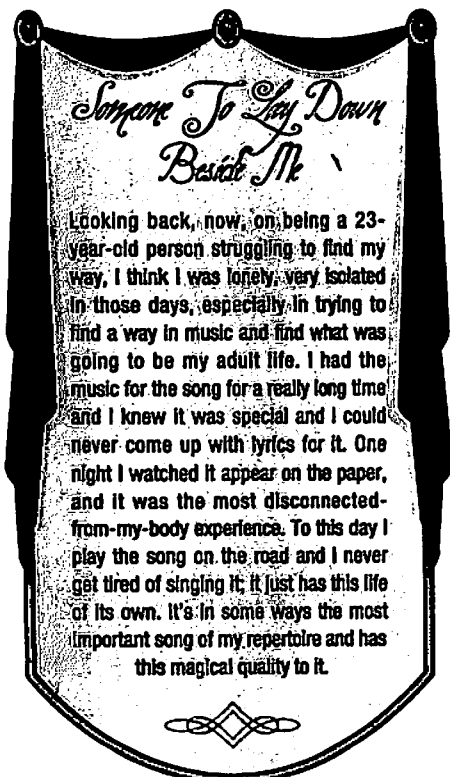 Someone To Lay Down
Beside Me
Looking back, now, on being a 23-
year-old person struggling to find my
way, I think I was lonely, very isolated
in those days, especially in trying to
find a way in music and find what was
going to be my adult life. I had the
music for the song for a really long time
and I knew it was special and I could
never come up with lyrics for it. One
night I watched it appear on the paper,
and it was the most disconnected-
from-my-body experience. To this day I
play the song on the road and I never
get tired of singing it; it just has this life
of its own. It's in some ways the most
important song of my repertoire and has
this magical quality to it.